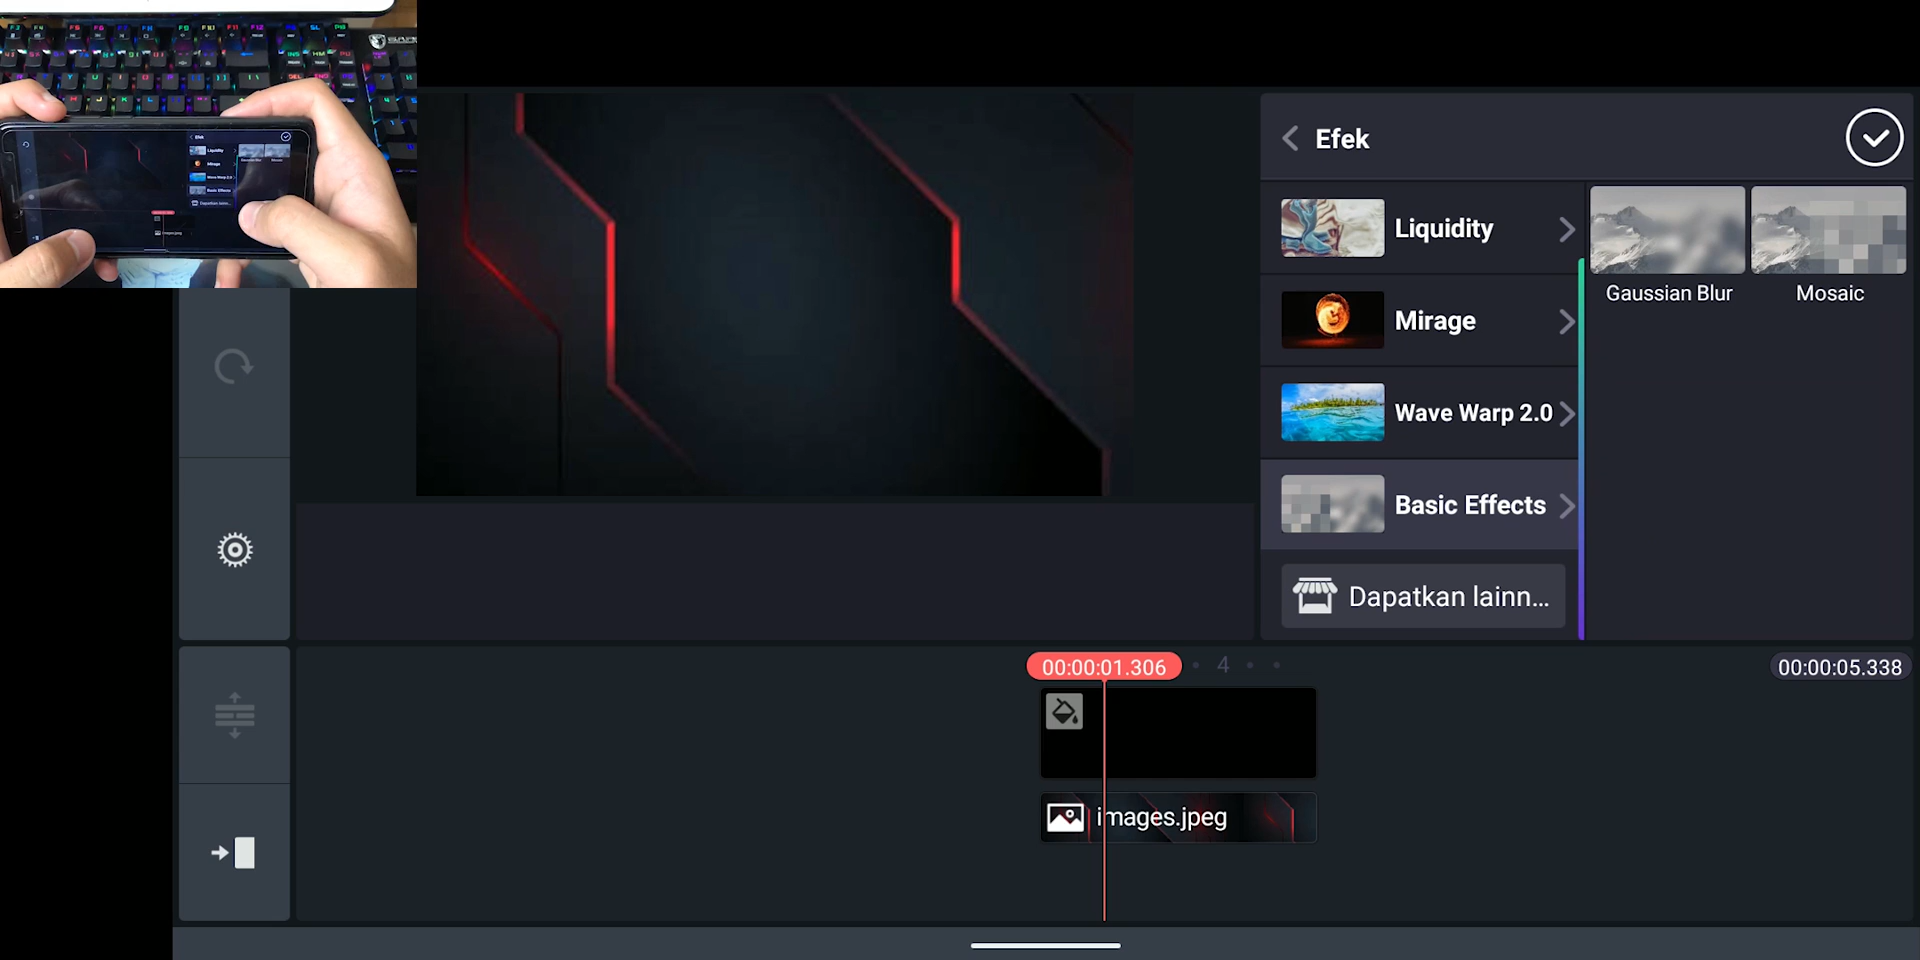 Efek
Liquidity
Mirage
Wave Warp 2.0
Basic Effects
Dapatkan lainn...
Gaussian Blur
Mosaic
00:00:01.306
4
00:00:05.338
images.jpeg